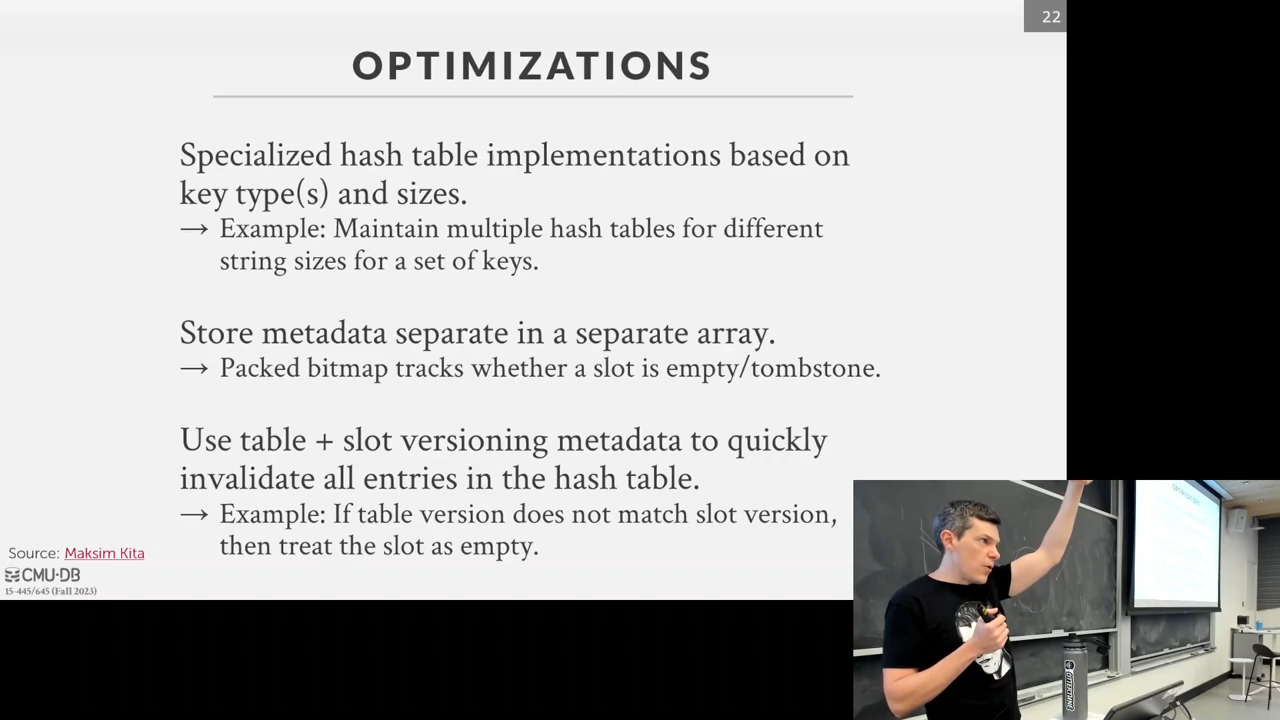 22
OPTIMIZATIONS
Specialized hash table implementations based on
key type(s) and sizes.
→ Example: Maintain multiple hash tables for different
string sizes for a set of keys.
Store metadata separate in a separate array.
→ Packed bitmap tracks whether a slot is empty/tombstone.
Use table + slot versioning metadata to quickly
invalidate all entries in the hash table.
→ Example: If table version does not match slot version,
then treat the slot as empty.
Source: Maksim Kita
CMU·DB
15-445/645 (Fall 2023)
OTTERTUNE